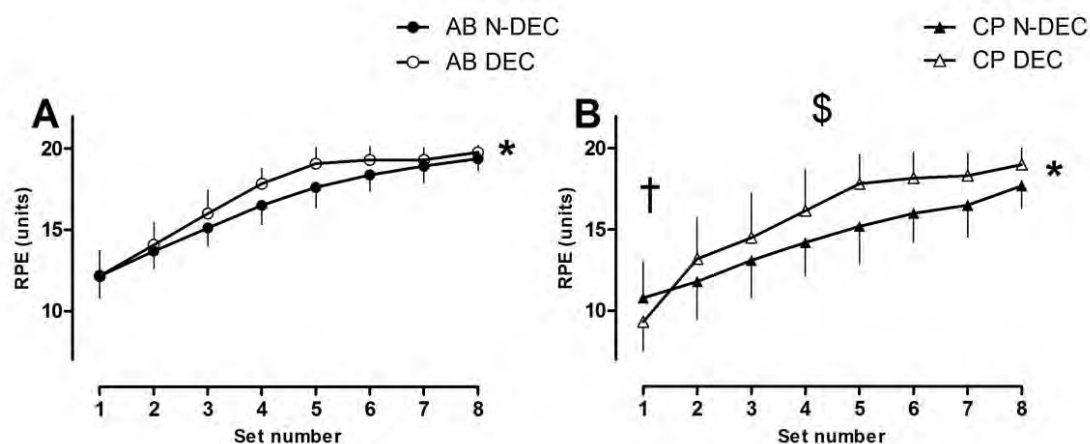 AB N-DEC
AB DEC
CP N-DEC
CP DEC
A
RPE (units)
20
15
10
*
1 2 3 4 5 6 7 8
Set number
B
$
†
RPE (units)
20
15
10
*
1 2 3 4 5 6 7 8
Set number